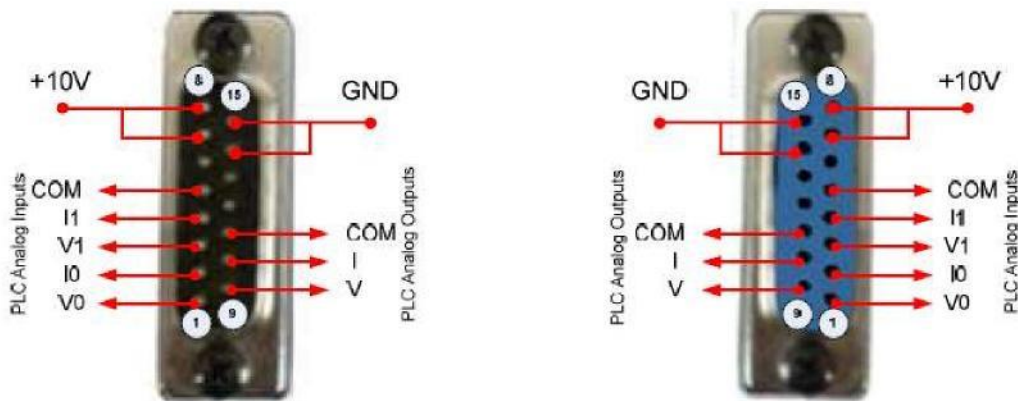 +10V
8
15
GND
COM
I1
V1
I0
V0
PLC Analog Inputs
COM
I
V
PLC Analog Outputs
1
9
GND
15
8
+10V
COM
I
V
PLC Analog Outputs
COM
I1
V1
I0
V0
PLC Analog Inputs
9
1